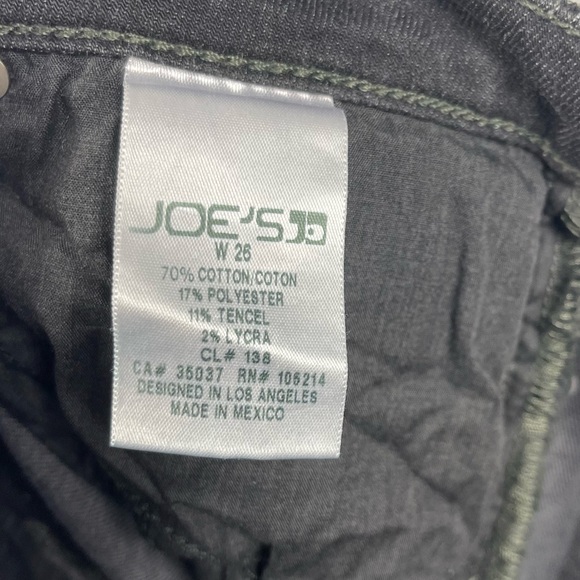 JOE'S
W 26
70% COTTON/COTON
17% POLYESTER
11% TENCEL
2% LYCRA
CL# 138
CA# 35037 RN# 105214
DESIGNED IN LOS ANGELES
MADE IN MEXICO